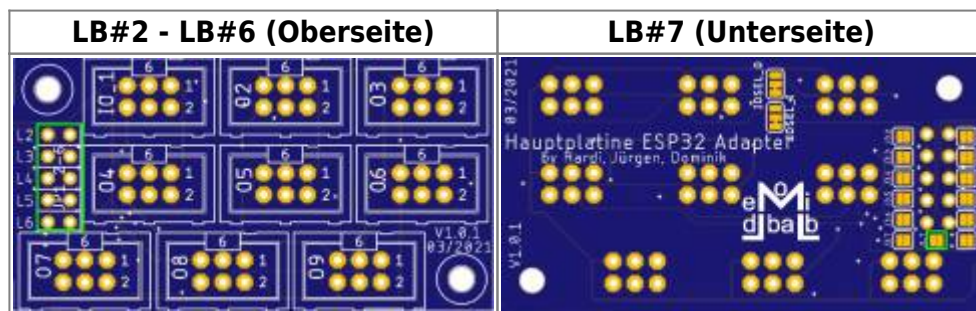 LB#2 - LB#6 (Oberseite)
LB#7 (Unterseite)
6
6
6
IO_1
1
2
02
1
2
03
1
2
L2
L3
L4
L5
L6
6
6
6
04
1
2
05
1
2
06
1
2
V1.0.1
03/2021
6
6
6
07
1
2
08
1
2
09
1
2
03/2021
Hauptplatine ESP32 Adapter
by Hardi, Jürgen, Dominik
M o
e i
d ba b
V1.0.1